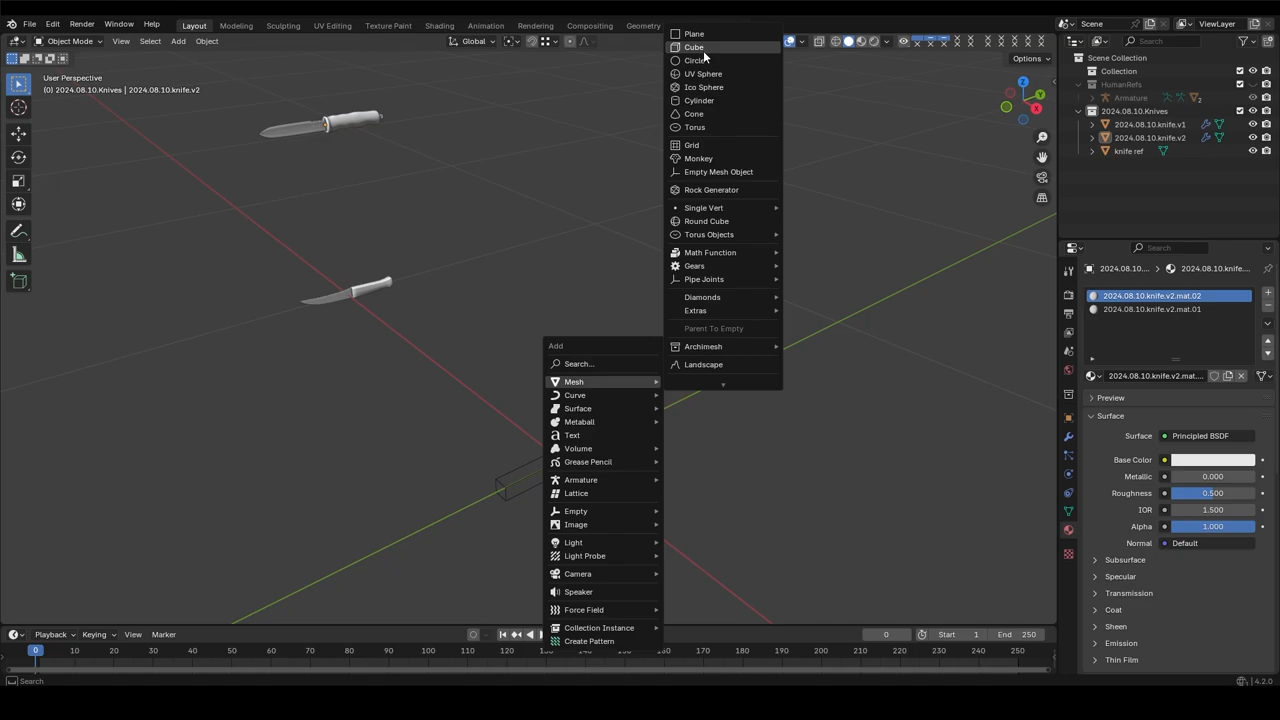 File Edit Render Window Help
Layout Modeling Sculpting UV Editing Texture Paint Shading Animation Rendering Compositing Geometry
Scene
ViewLayer
Object Mode View Select Add Object
Global
Options
User Perspective
(0) 2024.08.10.Knives | 2024.08.10.knife.v2
Z
X
Y
Plane
Cube
Circle
UV Sphere
Ico Sphere
Cylinder
Cone
Torus
Grid
Monkey
Empty Mesh Object
Rock Generator
Single Vert
Round Cube
Torus Objects
Math Function
Gears
Pipe Joints
Diamonds
Extras
Parent To Empty
Archimesh
Landscape
Add
Search...
Mesh
Curve
Surface
Metaball
Text
Volume
Grease Pencil
Armature
Lattice
Empty
Image
Light
Light Probe
Camera
Speaker
Force Field
Collection Instance
Create Pattern
Search
Scene Collection
Collection
HumanRefs
Armature 2
2024.08.10.Knives
2024.08.10.knife.v1
2024.08.10.knife.v2
knife ref
Search
2024.08.10.... 2024.08.10.knife....
2024.08.10.knife.v2.mat.02
2024.08.10.knife.v2.mat.01
2024.08.10.knife.v2.mat....
Preview
Surface
Surface Principled BSDF
Base Color
Metallic 0.000
Roughness 0.500
IOR 1.500
Alpha 1.000
Normal Default
Subsurface
Specular
Transmission
Coat
Sheen
Emission
Thin Film
Playback Keying View Marker
0 Start 1 End 250
0 10 20 30 40 50 60 70 80 90 100 110 120 130 140 150 160 170 180 190 200 210 220 230 240 250
Search
4.2.0